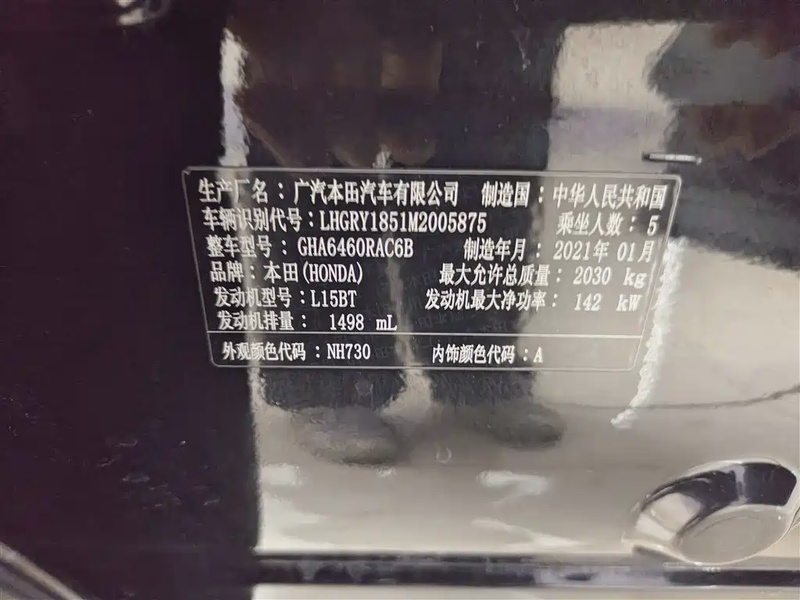 生产厂名：广汽本田汽车有限公司 制造国：中华人民共和国
车辆识别代号：LHGRY1851M2005875 乘坐人数：5
整车型号：GHA6460RAC6B 制造年月：2021年 01月
品牌：本田(HONDA) 最大允许总质量：2030 kg
发动机型号：L15BT 发动机最大净功率：142 kW
发动机排量：1498 mL
外观颜色代码：NH730 内饰颜色代码：A